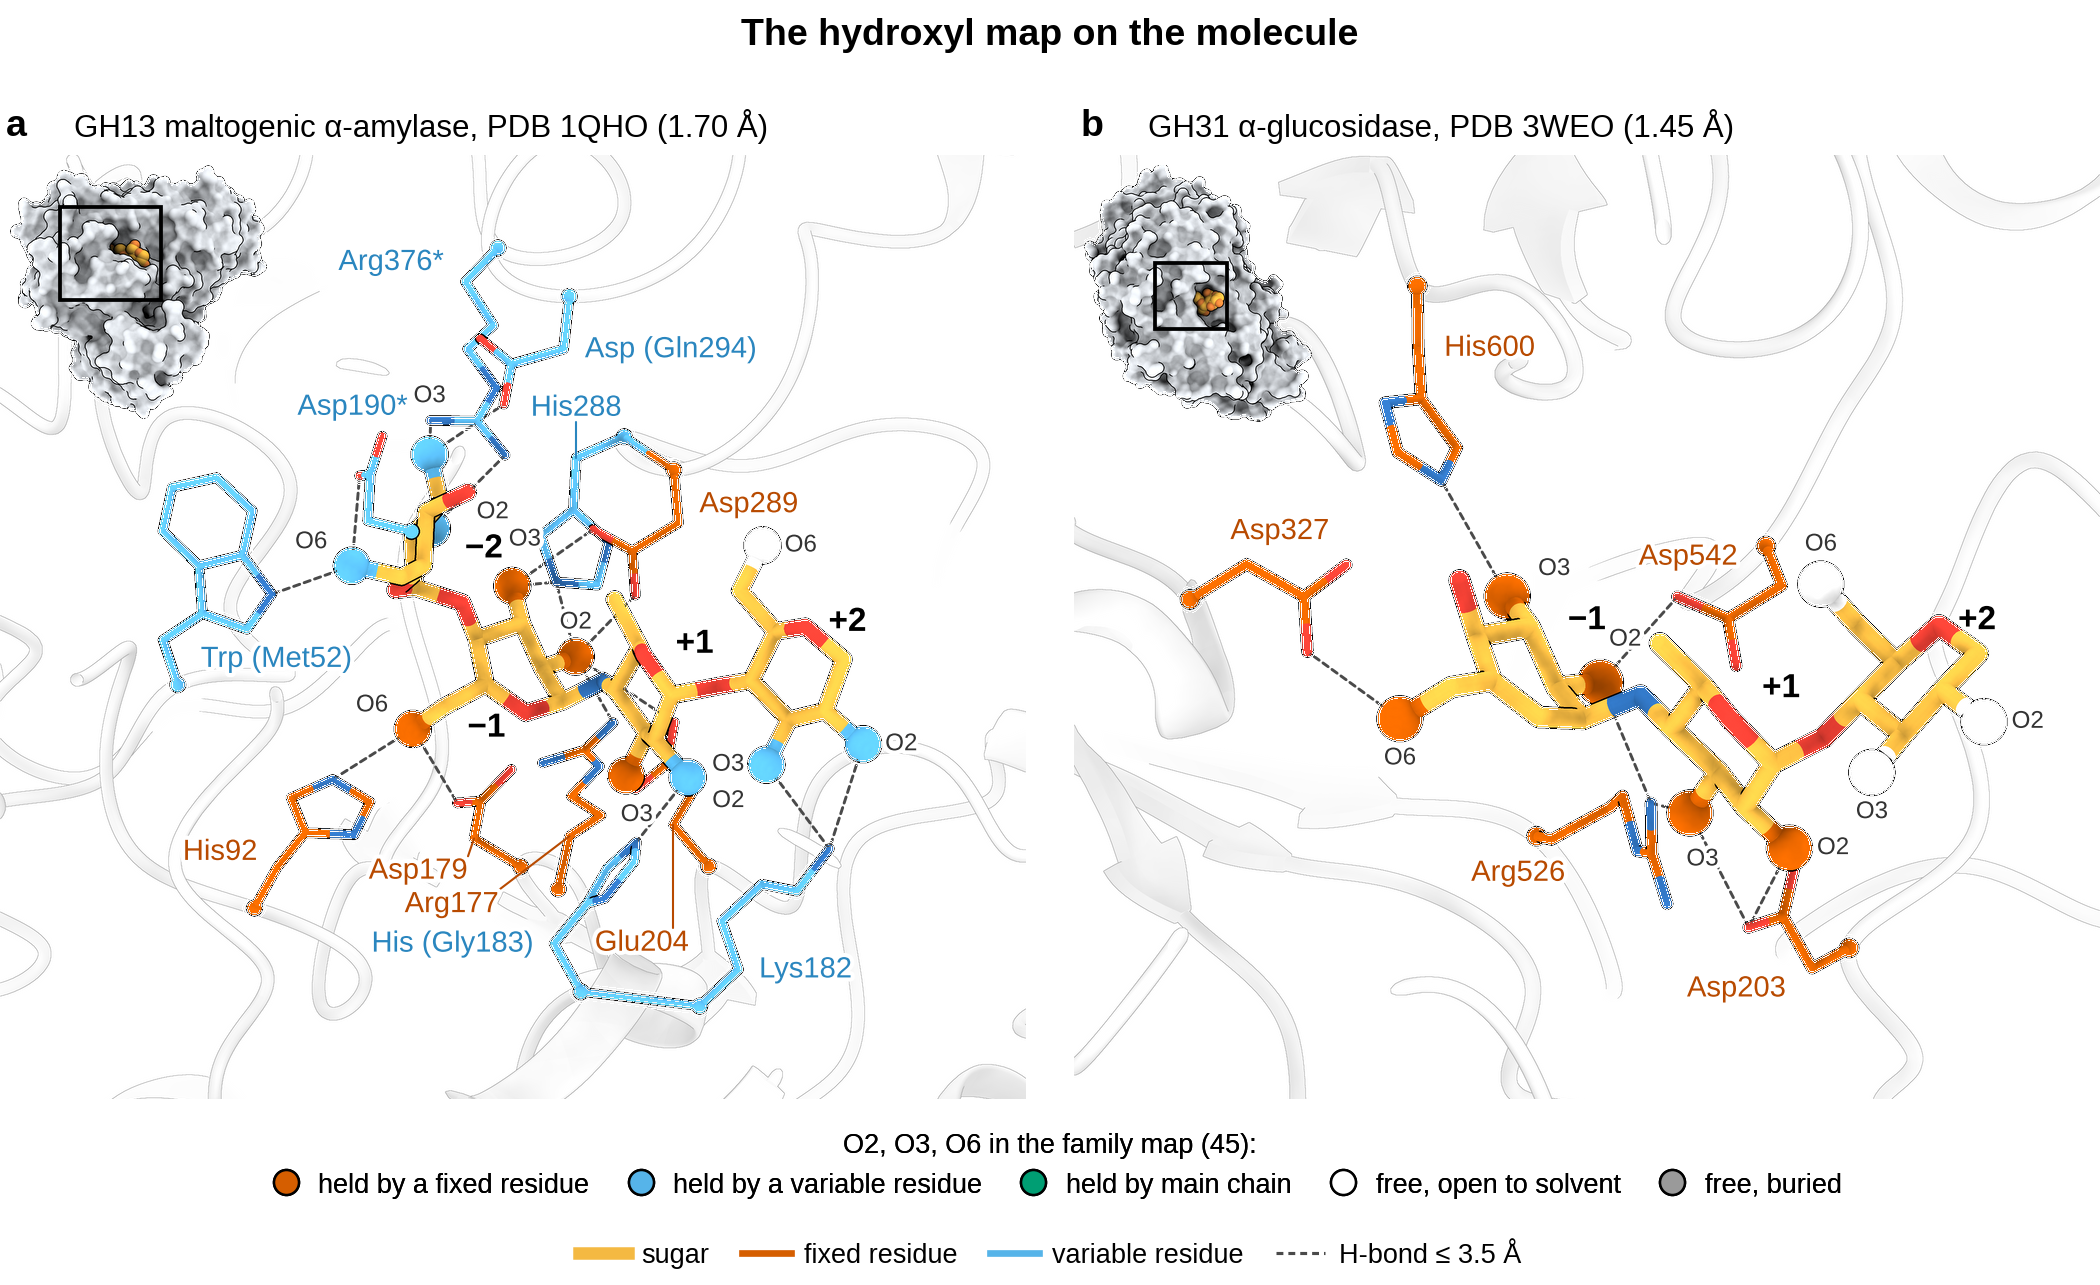 The hydroxyl map on the molecule
a GH13 maltogenic α-amylase, PDB 1QHO (1.70 Å)
Arg376*
Asp (Gln294)
Asp190*
O3
His288
Asp289
O2
O3
−2
O6
O6
O2
+2
+1
Trp (Met52)
O6
−1
O2
O3
O2
O3
His92
Asp179
Arg177
His (Gly183)
Glu204
Lys182
b GH31 α-glucosidase, PDB 3WEO (1.45 Å)
His600
Asp327
O3
Asp542
O6
−1
O2
+2
+1
O2
O6
O3
O2
O3
Arg526
Asp203
O2, O3, O6 in the family map (45):
held by a fixed residue
held by a variable residue
held by main chain
free, open to solvent
free, buried
sugar
fixed residue
variable residue
H-bond ≤ 3.5 Å